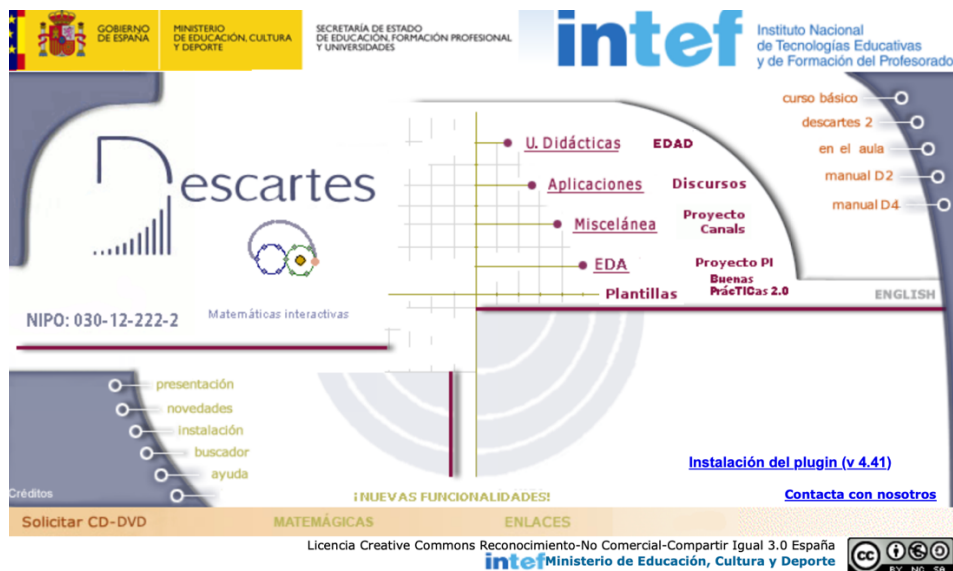 GOBIERNO
DE ESPAÑA
MINISTERIO
DE EDUCACIÓN, CULTURA
Y DEPORTE
SECRETARÍA DE ESTADO
DE EDUCACIÓN, FORMACIÓN PROFESIONAL
Y UNIVERSIDADES
intef
Instituto Nacional
de Tecnologías Educativas
y de Formación del Profesorado
curso básico
descartes 2
en el aula
manual D2
manual D4
Descartes
U. Didácticas EDAD
Aplicaciones Discursos
Miscelánea Proyecto
Canals
EDA Proyecto PI
Buenas
Plantillas PrácTICas 2.0
ENGLISH
NIPO: 030-12-222-2
Matemáticas interactivas
presentación
novedades
instalación
buscador
ayuda
Instalación del plugin (v 4.41)
Créditos
¡NUEVAS FUNCIONALIDADES!
Contacta con nosotros
Solicitar CD-DVD MATEMÁGICAS ENLACES
Licencia Creative Commons Reconocimiento-No Comercial-Compartir Igual 3.0 España
intef Ministerio de Educación, Cultura y Deporte
cc
BY NC SA